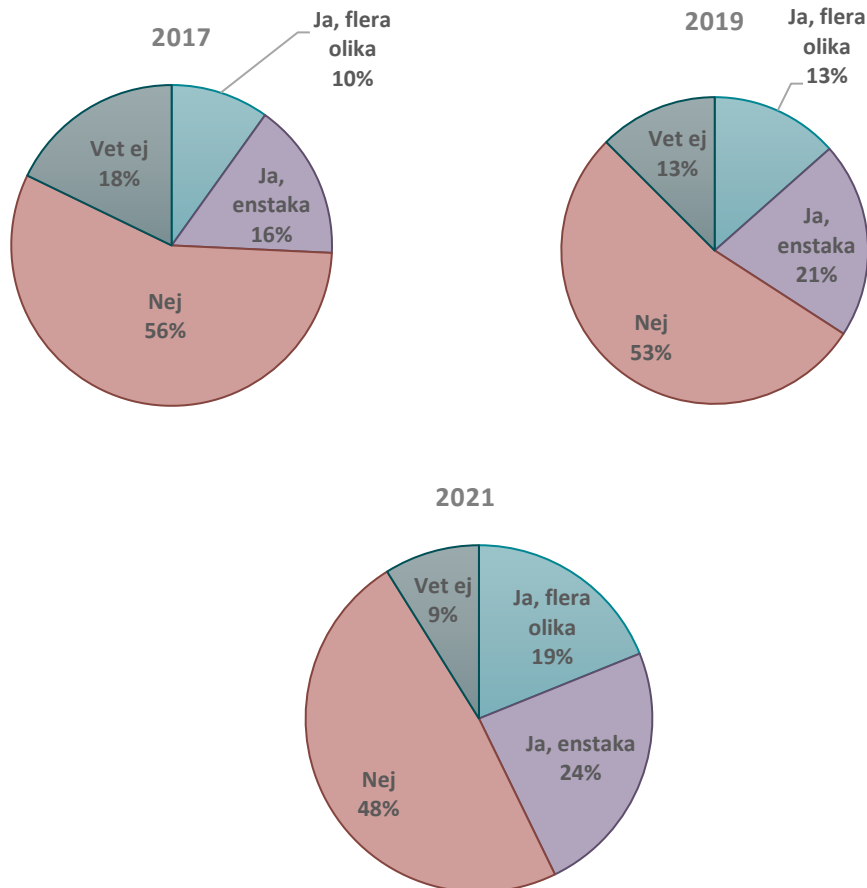 2017
Ja, flera
olika
10%
Vet ej
18%
Ja,
enstaka
16%
Nej
56%
2019
Ja, flera
olika
13%
Vet ej
13%
Ja,
enstaka
21%
Nej
53%
2021
Vet ej
9%
Ja, flera
olika
19%
Ja, enstaka
24%
Nej
48%